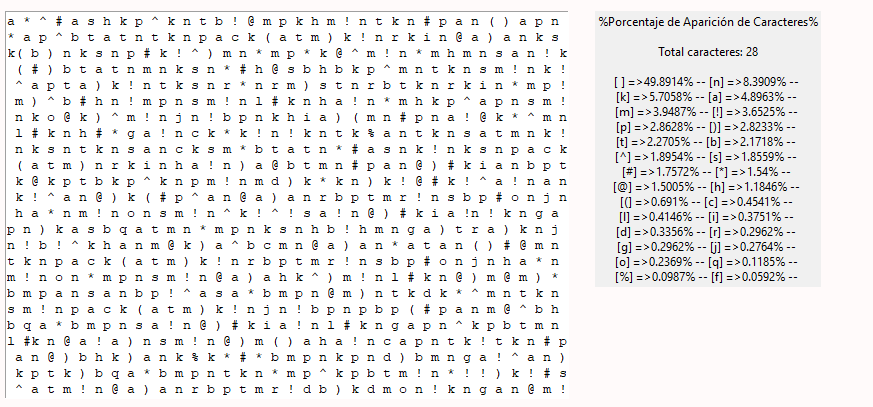 a * ^ # a s h k p ^ k n t b ! @ m p k h m ! n t k n # p a n ( ) a p n
* a p ^ b t a t n t k n p a c k ( a t m ) k ! n r k i n @ a ) a n k s
k ( b ) n k s n p # k ! ^ ) m n * m p * k @ ^ m ! n * m h m n s a n ! k
( # ) b t a t n m n k s n * # h @ s b h b k p ^ m n t k n s m ! n k !
^ a p t a ) k ! n t k s n r * n r m ) s t n r b t k n r k i n * m p !
m ) ^ b # h n ! m p n s m ! n l # k n h a ! n * m h k p ^ a p n s m !
n k o @ k ) ^ m ! n j n ! b p n k h i a ) ( m n # p n a ! @ k * ^ m n
l # k n h # * g a ! n c k * k ! n ! k n t k % a n t k n s a t m n k !
n k s n t k n s a n c k s m * b t a t n * # a s n k ! n k s n p a c k
( a t m ) n r k i n h a ! n ) a @ b t m n # p a n @ ) # k i a n b p t
k @ k p t b k p ^ k n p m ! n m d ) k * k n ) k ! @ # k ! ^ a ! n a n
k ! ^ a n @ ) k ( # p ^ a n @ a ) a n r b p t m r ! n s b p # o n j n
h a * n m ! n o n s m ! n ^ k ! ^ ! s a ! n @ ) # k i a ! n ! k n g a
p n ) k a s b q a t m n * m p n k s n h b ! h m n g a ) t r a ) k n j
n ! b ! ^ k h a n m @ k ) a ^ b c m n @ a ) a n * a t a n ( ) # @ m n
t k n p a c k ( a t m ) k ! n r b p t m r ! n s b p # o n j n h a * n
m ! n o n * m p n s m ! n @ a ) a h k ^ ) m ! n l # k n @ ) m @ m ) *
b m p a n s a n b p ! ^ a s a * b m p n @ m ) n t k d k * ^ m n t k n
s m ! n p a c k ( a t m ) k ! n j n ! b p n p b p ( # p a n m @ ^ b h
b q a * b m p n s a ! n @ ) # k i a ! n l # k n g a p n ^ k p b t m n
l # k n @ a ! a ) n s m ! n @ ) m ( ) a h a ! n c a p n t k ! t k n # p
a n @ ) b h k ) a n k % k * # * b m p n k p n d ) b m n g a ! ^ a n )
k p t k ) b q a * b m p n t k n * m p ^ k p b t m ! n * ! ! ) k ! # s
^ a t m ! n @ a ) a n r b p t m r ! d b ) k d m o n ! k n g a n @ m !
%Porcentaje de Aparición de Caracteres%
Total caracteres: 28
[ ] =>49.8914% -- [n] =>8.3909% --
[k] =>5.7058% -- [a] =>4.8963% --
[m] =>3.9487% -- [!] =>3.6525% --
[p] =>2.8628% -- [)] =>2.8233% --
[t] =>2.2705% -- [b] =>2.1718% --
[^] =>1.8954% -- [s] =>1.8559% --
[#] =>1.7572% -- [*] =>1.54% --
[@] =>1.5005% -- [h] =>1.1846% --
[(] =>0.691% -- [c] =>0.4541% --
[l] =>0.4146% -- [i] =>0.3751% --
[d] =>0.3356% -- [r] =>0.2962% --
[g] =>0.2962% -- [j] =>0.2764% --
[o] =>0.2369% -- [q] =>0.1185% --
[%] =>0.0987% -- [f] =>0.0592% --